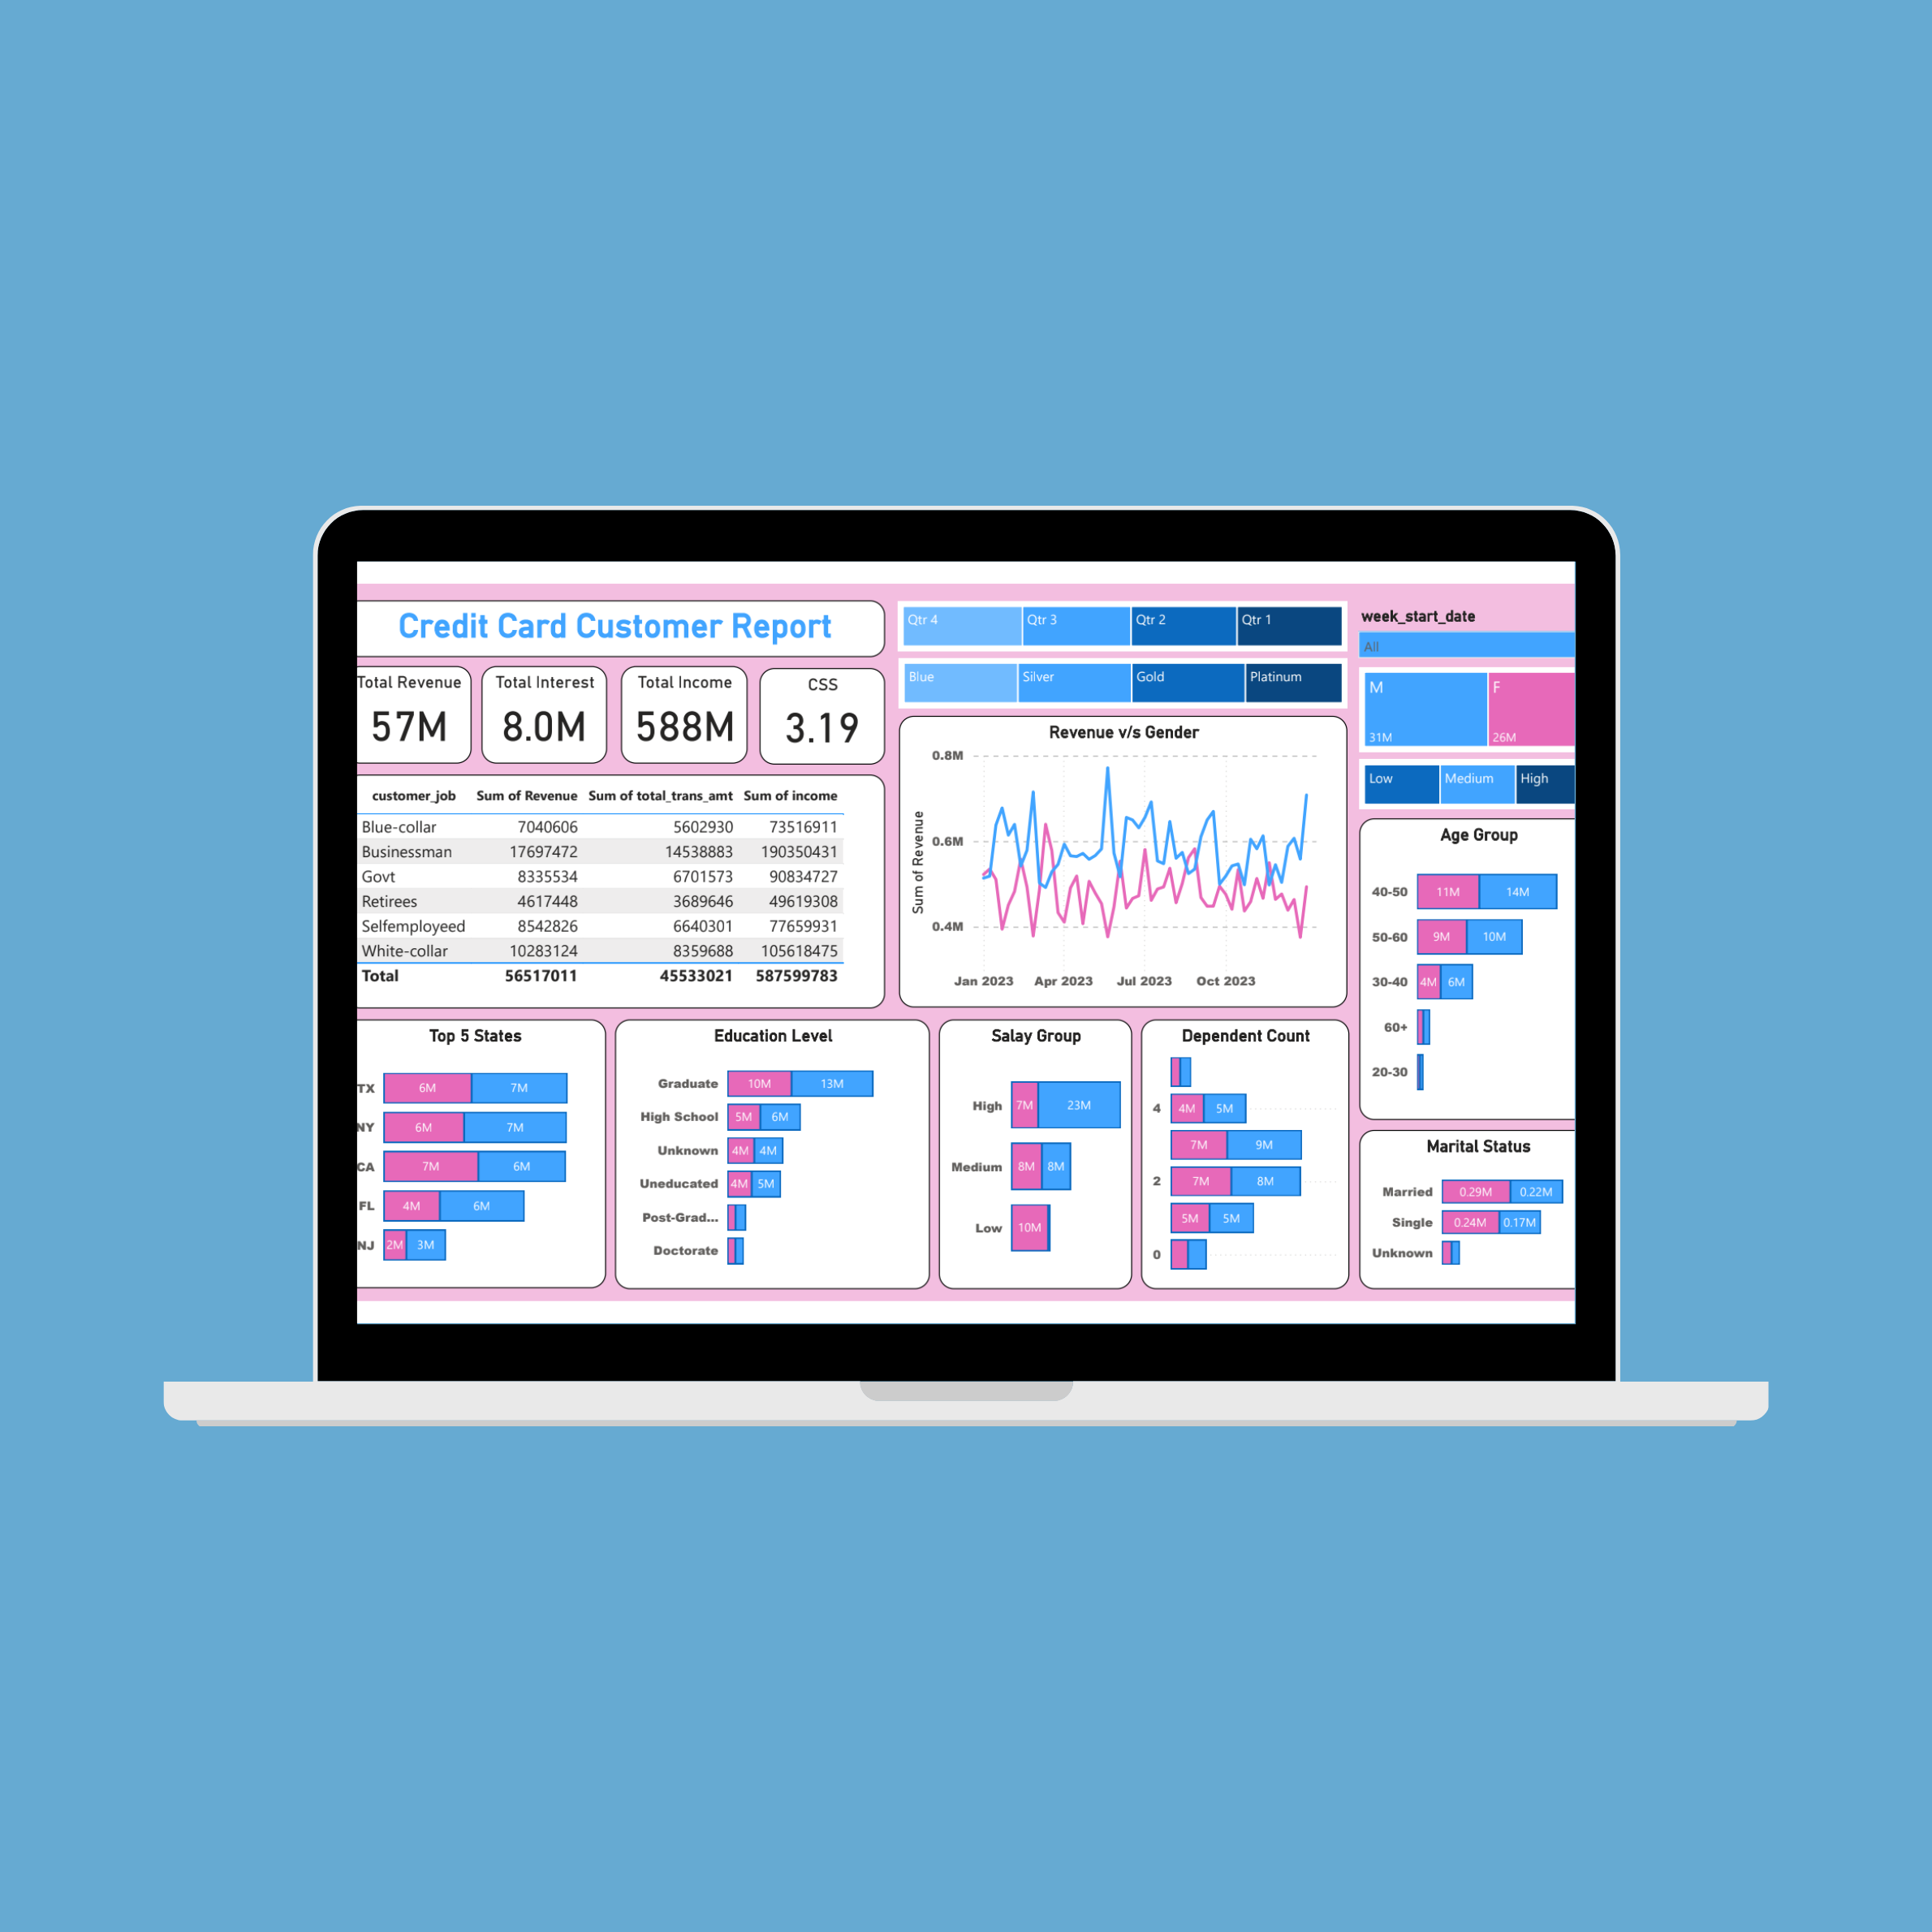 Credit Card Customer Report
Total Revenue
57M
Total Interest
8.0M
Total Income
588M
CSS
3.19
Qtr 4 Qtr 3 Qtr 2 Qtr 1
Blue Silver Gold Platinum
week_start_date
All
M F
31M 26M
Low Medium High
customer_job Sum of Revenue Sum of total_trans_amt Sum of income
Blue-collar 7040606 5602930 73516911
Businessman 17697472 14538883 190350431
Govt 8335534 6701573 90834727
Retirees 4617448 3689646 49619308
Selfemployeed 8542826 6640301 77659931
White-collar 10283124 8359688 105618475
Total 56517011 45533021 587599783
Revenue v/s Gender
Sum of Revenue
0.8M
0.6M
0.4M
Jan 2023 Apr 2023 Jul 2023 Oct 2023
Age Group
40-50 11M 14M
50-60 9M 10M
30-40 4M 6M
60+
20-30
Top 5 States
TX 6M 7M
NY 6M 7M
CA 7M 6M
FL 4M 6M
NJ 2M 3M
Education Level
Graduate 10M 13M
High School 5M 6M
Unknown 4M 4M
Uneducated 4M 5M
Post-Grad...
Doctorate
Salay Group
High 7M 23M
Medium 8M 8M
Low 10M
Dependent Count
4 4M 5M
7M 9M
2 7M 8M
5M 5M
0
Marital Status
Married 0.29M 0.22M
Single 0.24M 0.17M
Unknown